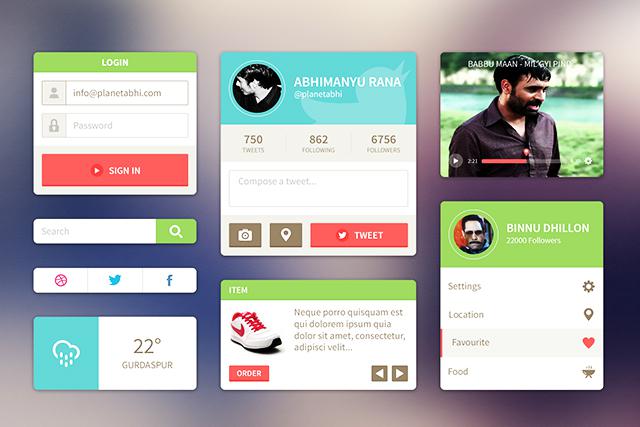 LOGIN
info@planetabhi.com
Password
SIGN IN
Search
22°
GURDASPUR
ABHIMANYU RANA
@planetabhi
750
TWEETS
862
FOLLOWING
6756
FOLLOWERS
Compose a tweet...
TWEET
ITEM
Neque porro quisquam est
qui dolorem ipsum quia
dolor sit amet, consectetur,
adipisci velit...
ORDER
BABBU MAAN - MIL GYI PIND
2:21
BINNU DHILLON
22000 Followers
Settings
Location
Favourite
Food